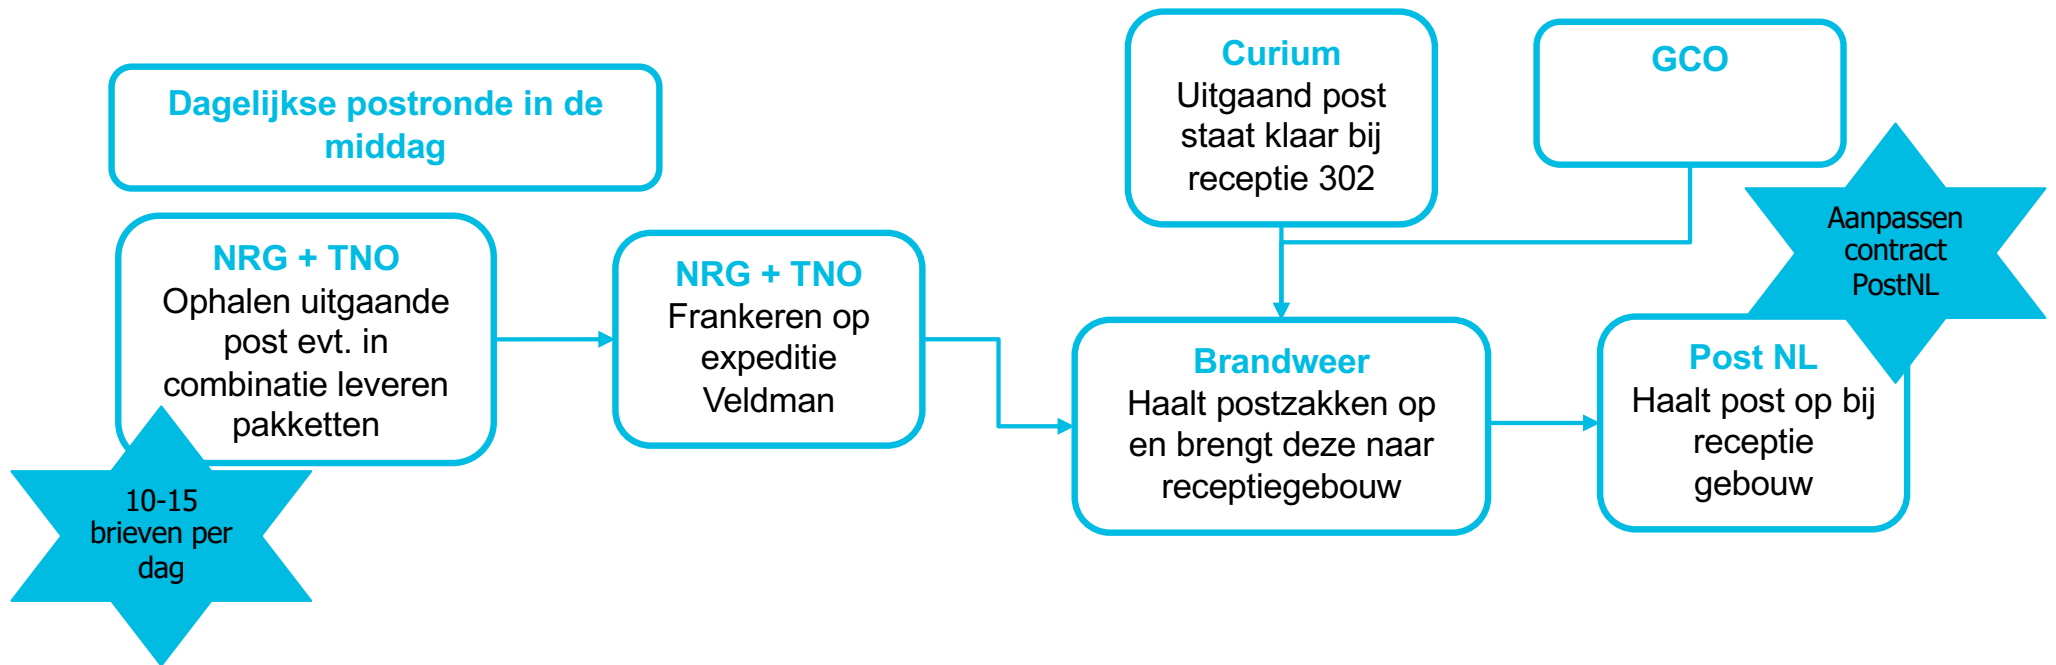 Dagelijkse postronde in de
middag
NRG + TNO
Ophalen uitgaande
post evt. in
combinatie leveren
pakketten
10-15
brieven per
dag
NRG + TNO
Frankeren op
expeditie
Veldman
Curium
Uitgaand post
staat klaar bij
receptie 302
GCO
Brandweer
Haalt postzakken op
en brengt deze naar
receptiegebouw
Aanpassen
contract
PostNL
Post NL
Haalt post op bij
receptie
gebouw